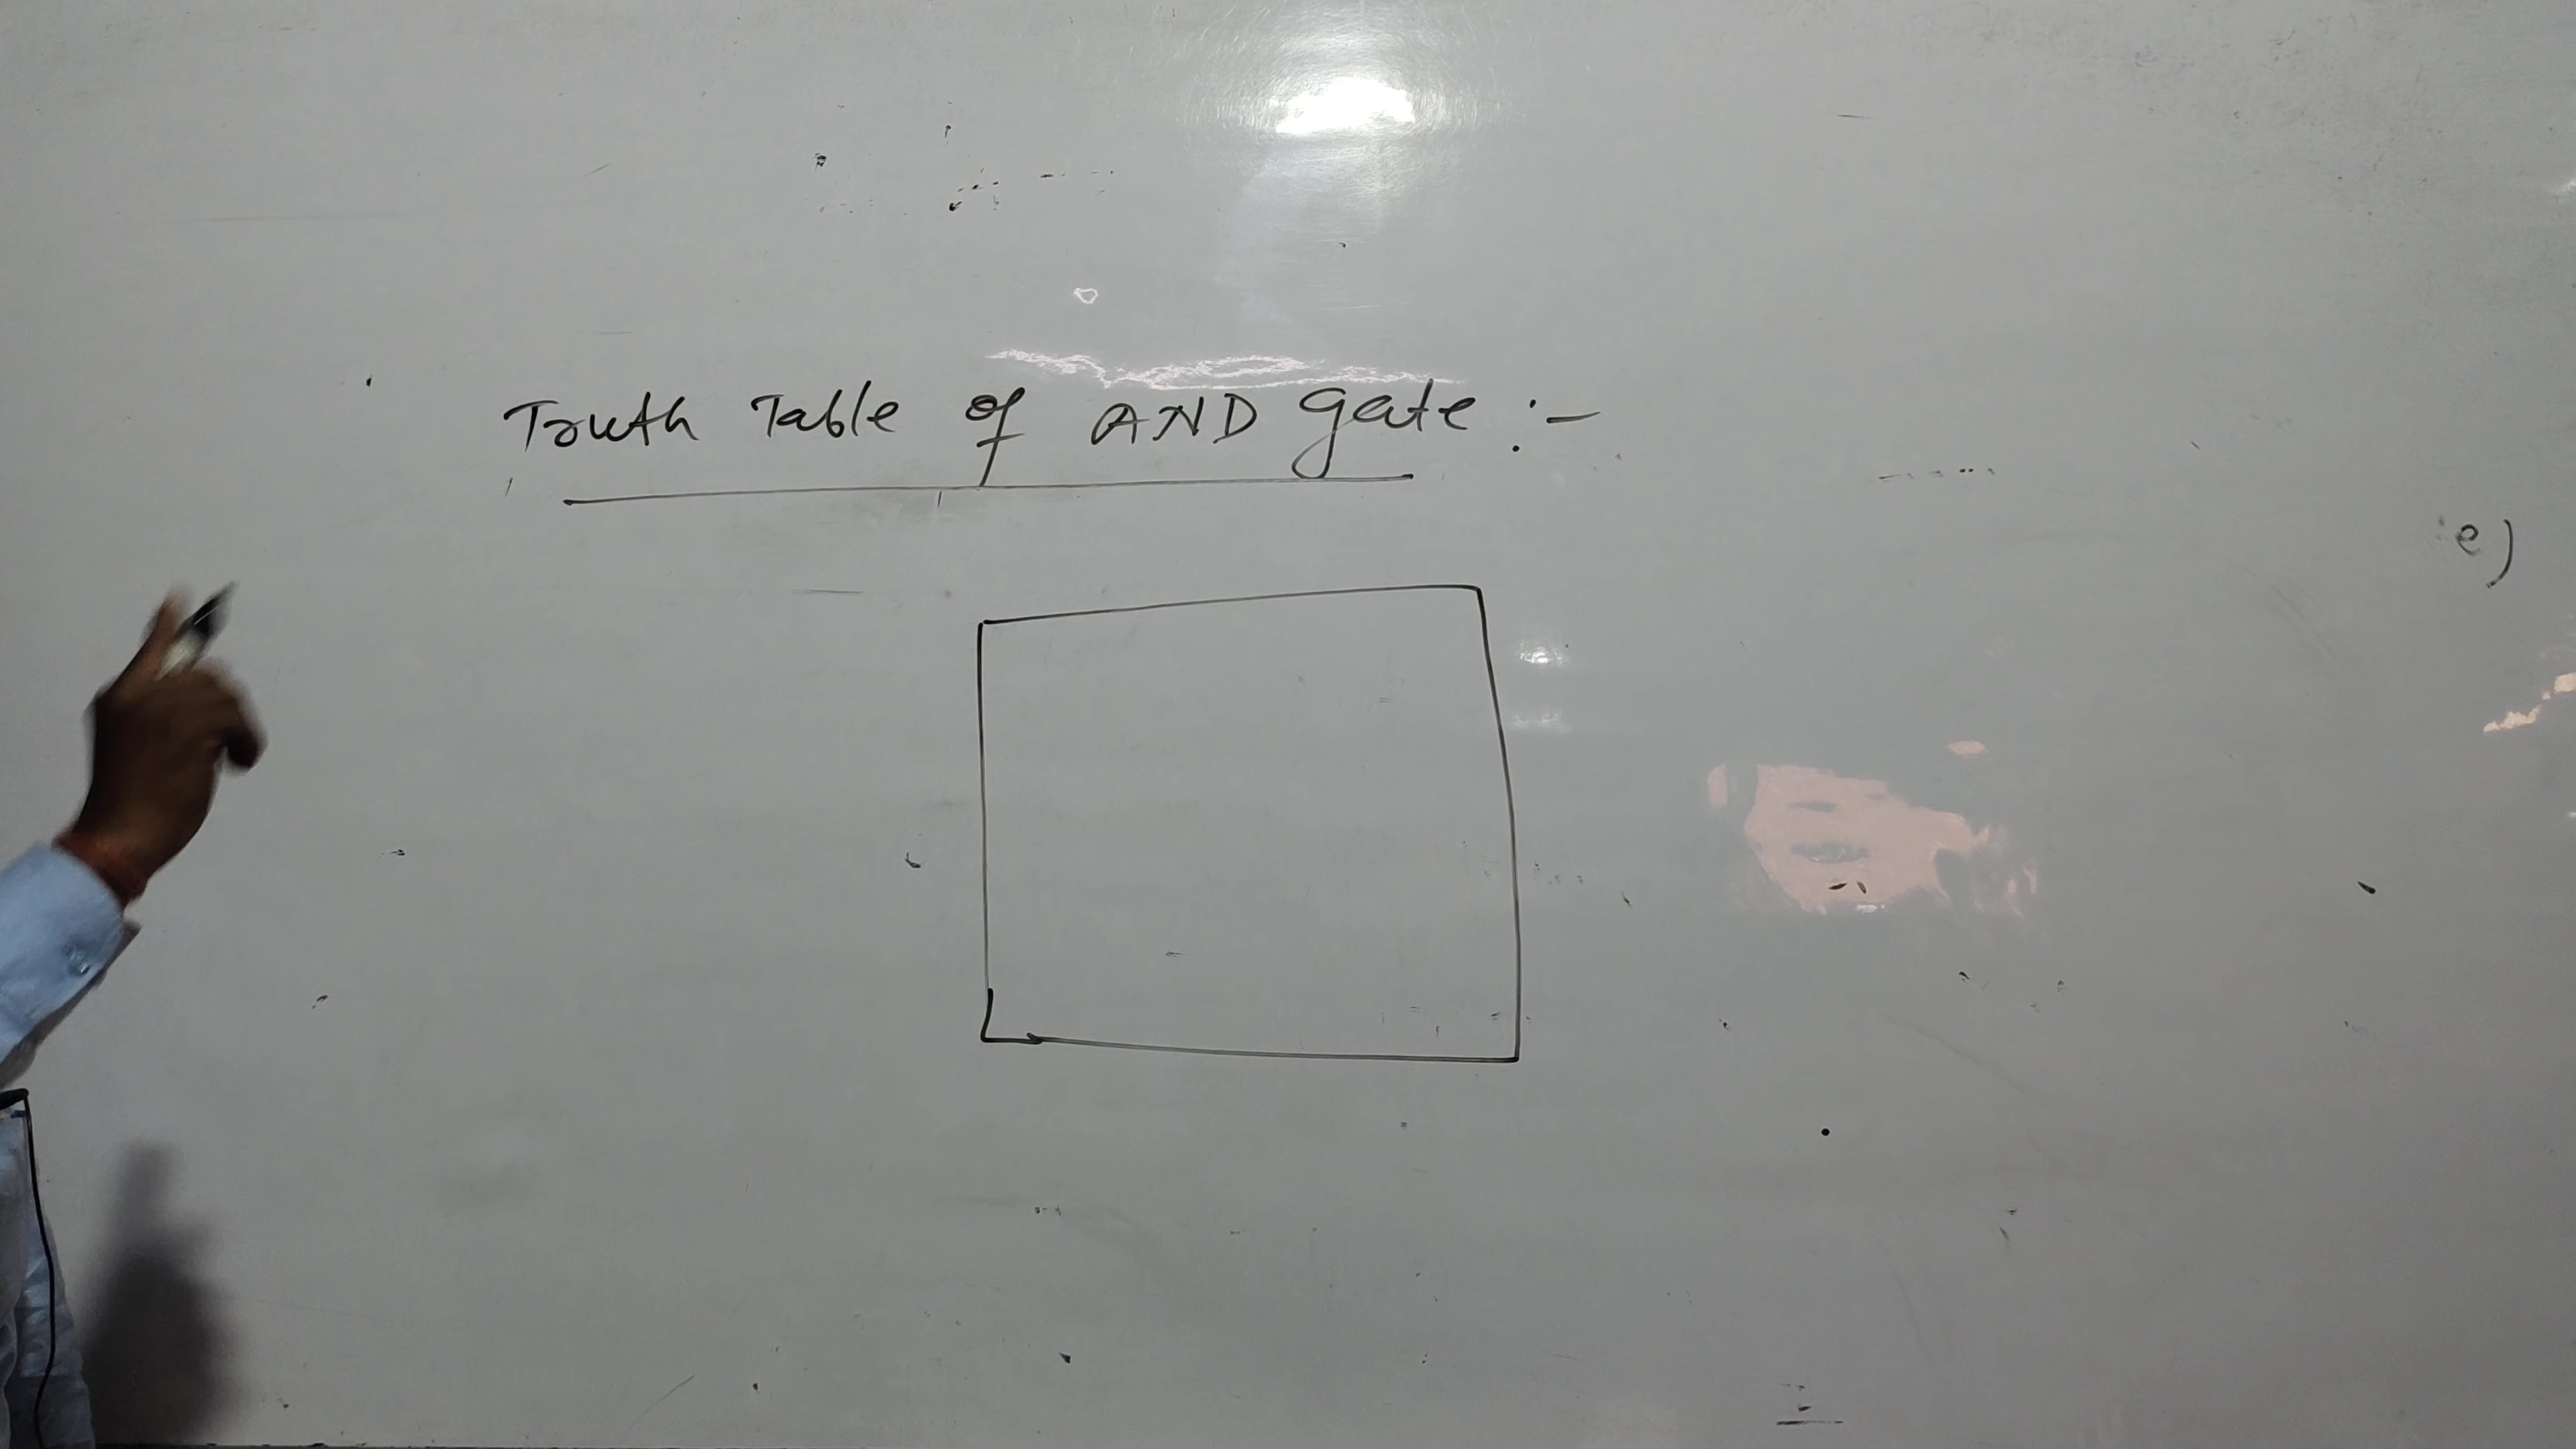 Truth Table of AND gate :-
e)